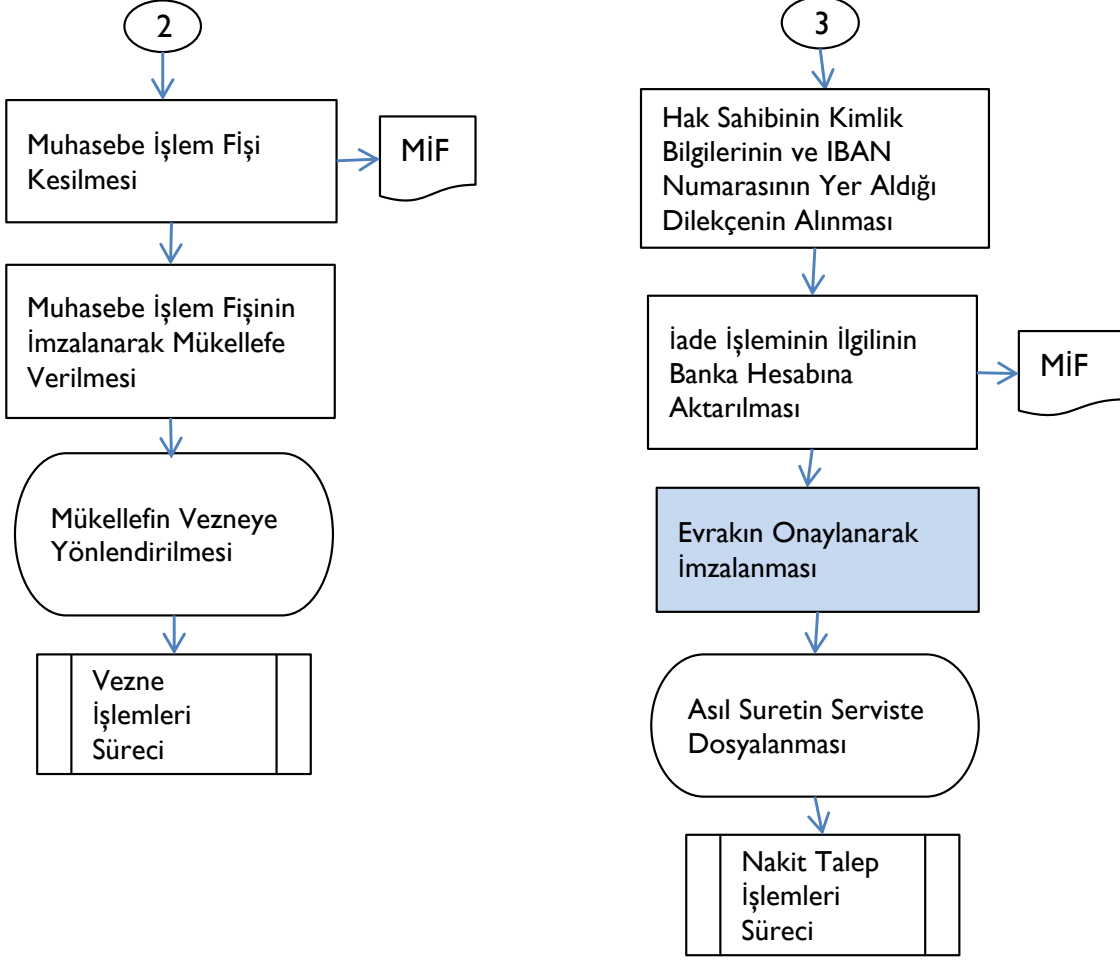 2
Muhasebe İşlem Fİşi
Kesilmesi
MİF
Muhasebe İşlem Fişinin
İmzalanarak Mükellefe
Verilmesi
Mükellefin Vezneye
Yönlendirilmesi
Vezne
İşlemleri
Süreci
3
Hak Sahibinin Kimlik
Bilgilerinin ve IBAN
Numarasının Yer Aldığı
Dilekçenin Alınması
İade İşleminin İlgilinin
Banka Hesabına
Aktarılması
MİF
Evrakın Onaylanarak
İmzalanması
Asıl Suretin Serviste
Dosyalanması
Nakit Talep
İşlemleri
Süreci